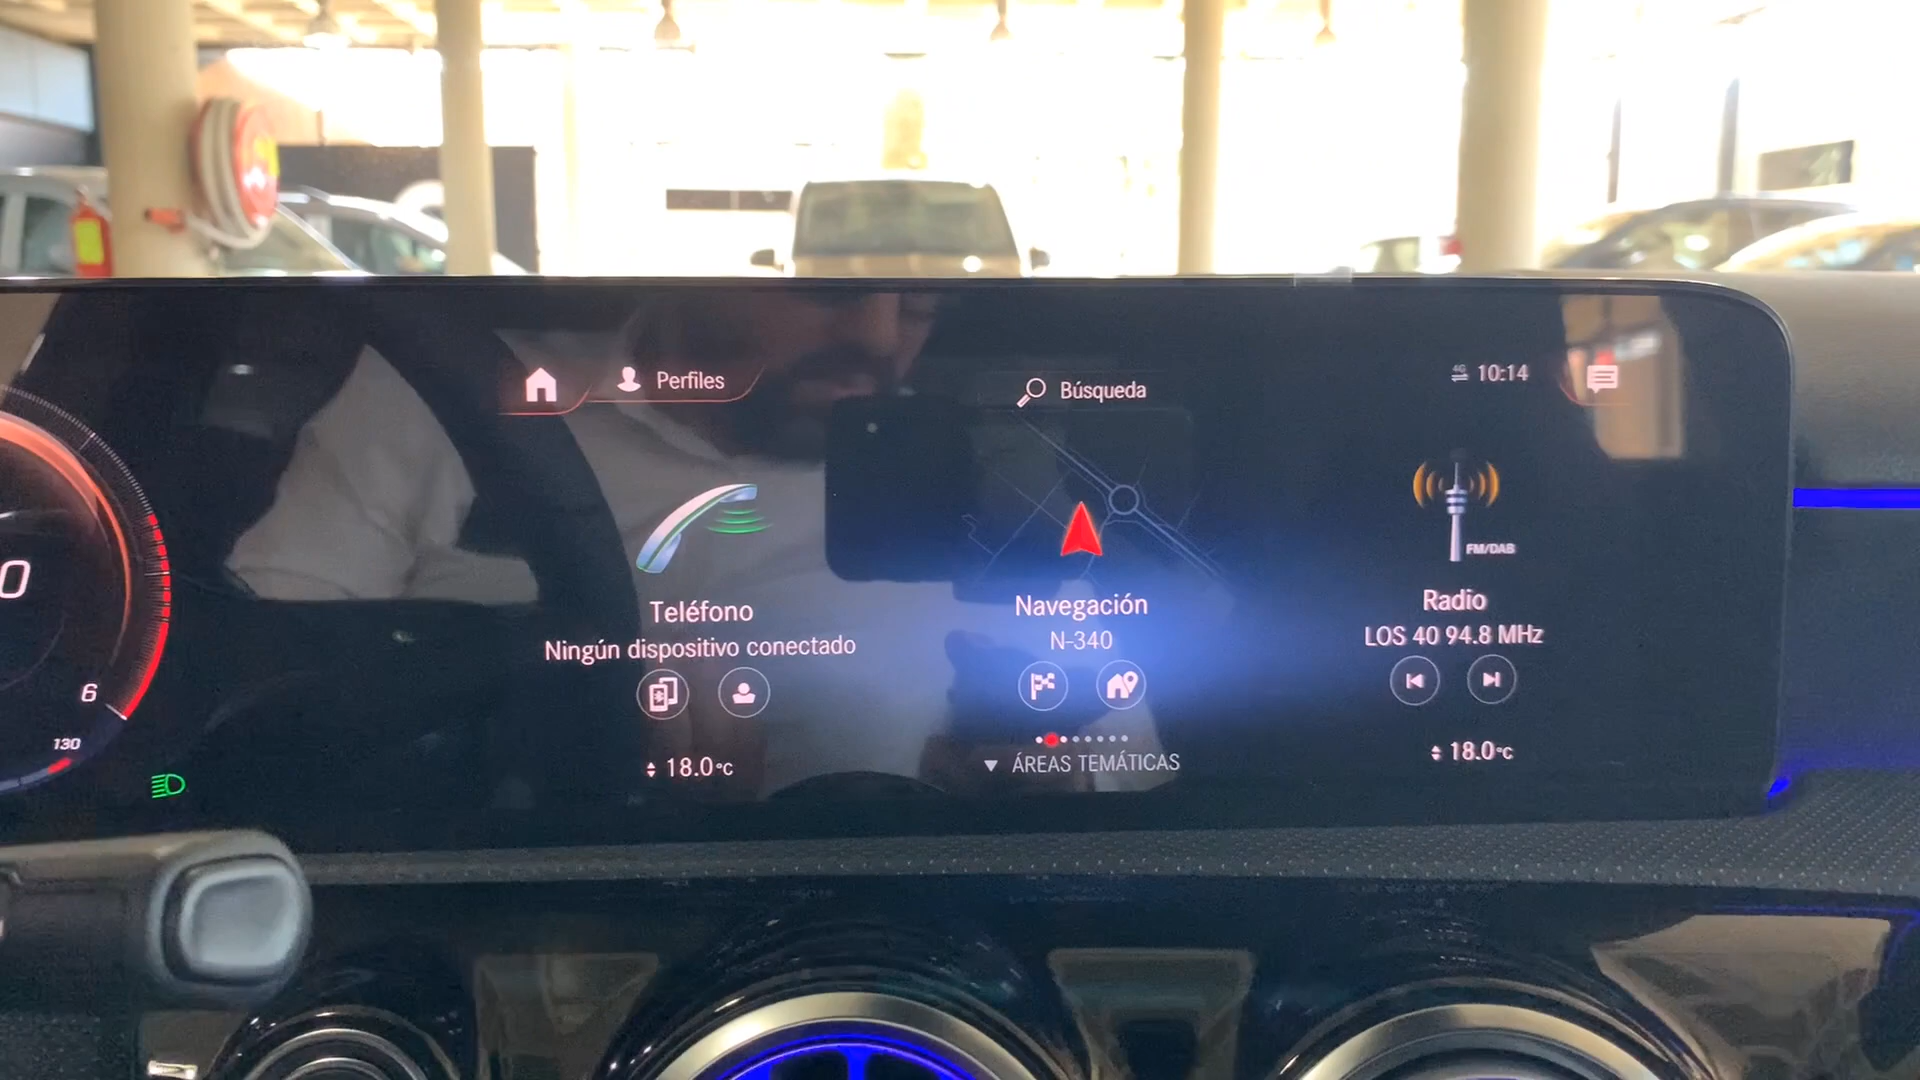 Perfiles
Búsqueda
4G 10:14
0
6
130
FM/DAB
Teléfono
Ningún dispositivo conectado
Navegación
N-340
Radio
LOS 40 94.8 MHz
18.0°C
ÁREAS TEMÁTICAS
18.0°C